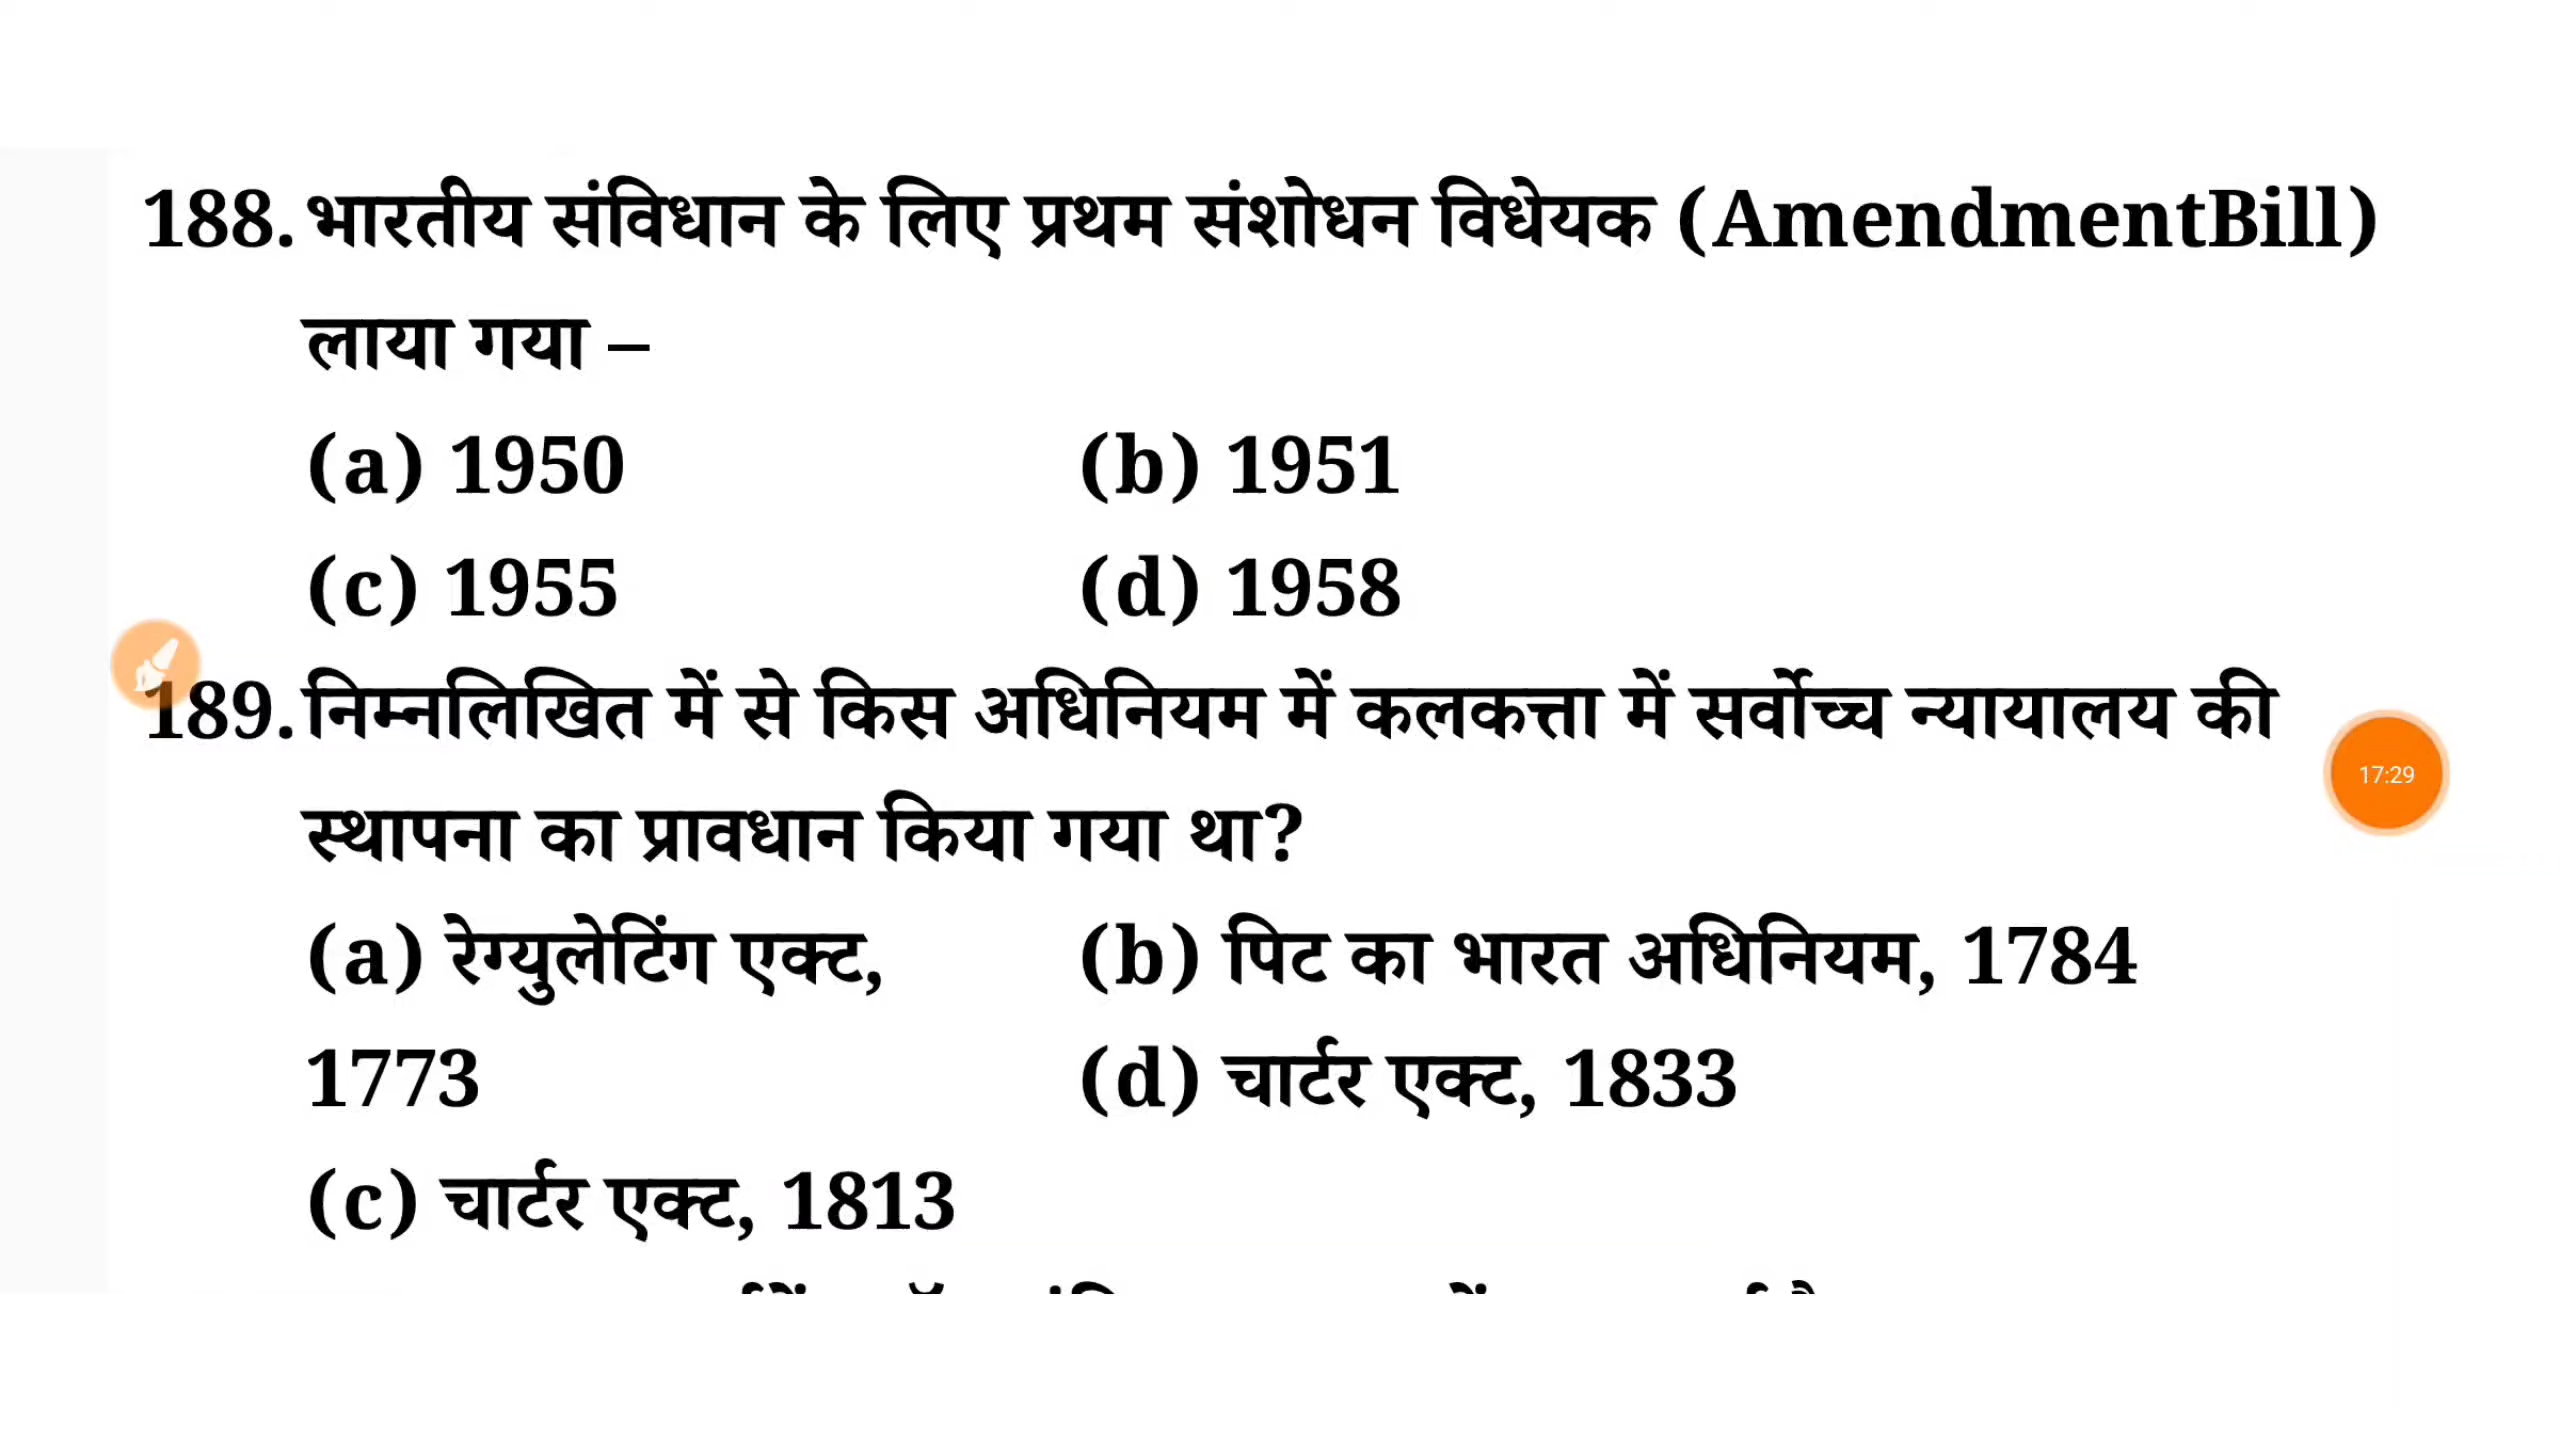 188. भारतीय संविधान के लिए प्रथम संशोधन विधेयक (AmendmentBill)
लाया गया –
(a) 1950 (b) 1951
(c) 1955 (d) 1958
189. निम्नलिखित में से किस अधिनियम में कलकत्ता में सर्वोच्च न्यायालय की
स्थापना का प्रावधान किया गया था?
17:29
(a) रेग्युलेटिंग एक्ट, (b) पिट का भारत अधिनियम, 1784
1773 (d) चार्टर एक्ट, 1833
(c) चार्टर एक्ट, 1813